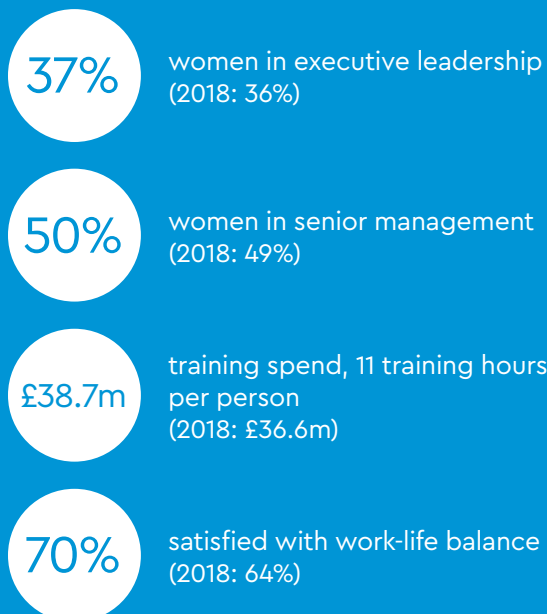 37%
women in executive leadership
(2018: 36%)
50%
women in senior management
(2018: 49%)
£38.7m
training spend, 11 training hours
per person
(2018: £36.6m)
70%
satisfied with work-life balance
(2018: 64%)